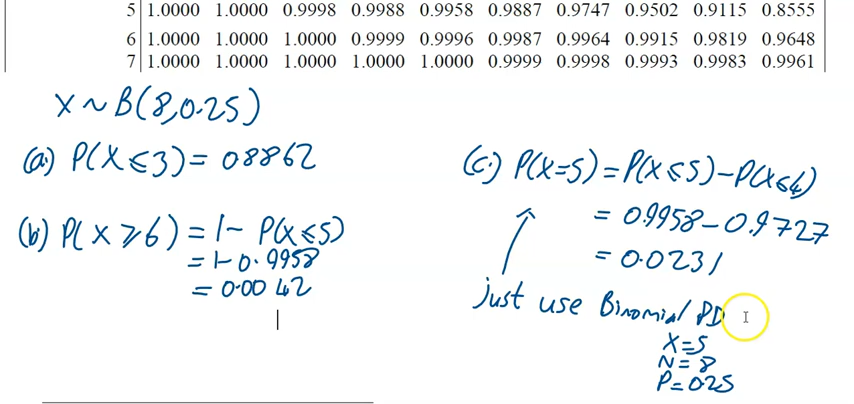 5 1.0000 1.0000 0.9998 0.9988 0.9958 0.9887 0.9747 0.9502 0.9115 0.8555
6 1.0000 1.0000 1.0000 0.9999 0.9996 0.9987 0.9964 0.9915 0.9819 0.9648
7 1.0000 1.0000 1.0000 1.0000 1.0000 0.9999 0.9998 0.9993 0.9983 0.9961
X ~ B(8,0.25)
(a) P(X ≤ 3) = 0.8862
(b) P(X ≥ 6) = 1 - P(X ≤ 5)
= 1 - 0.9958
= 0.0042
(c) P(X=5) = P(X ≤ 5) - P(X ≤ 4)
= 0.9958 - 0.9727
= 0.0231
just use Binomial PD
X=5
N=8
P=0.25